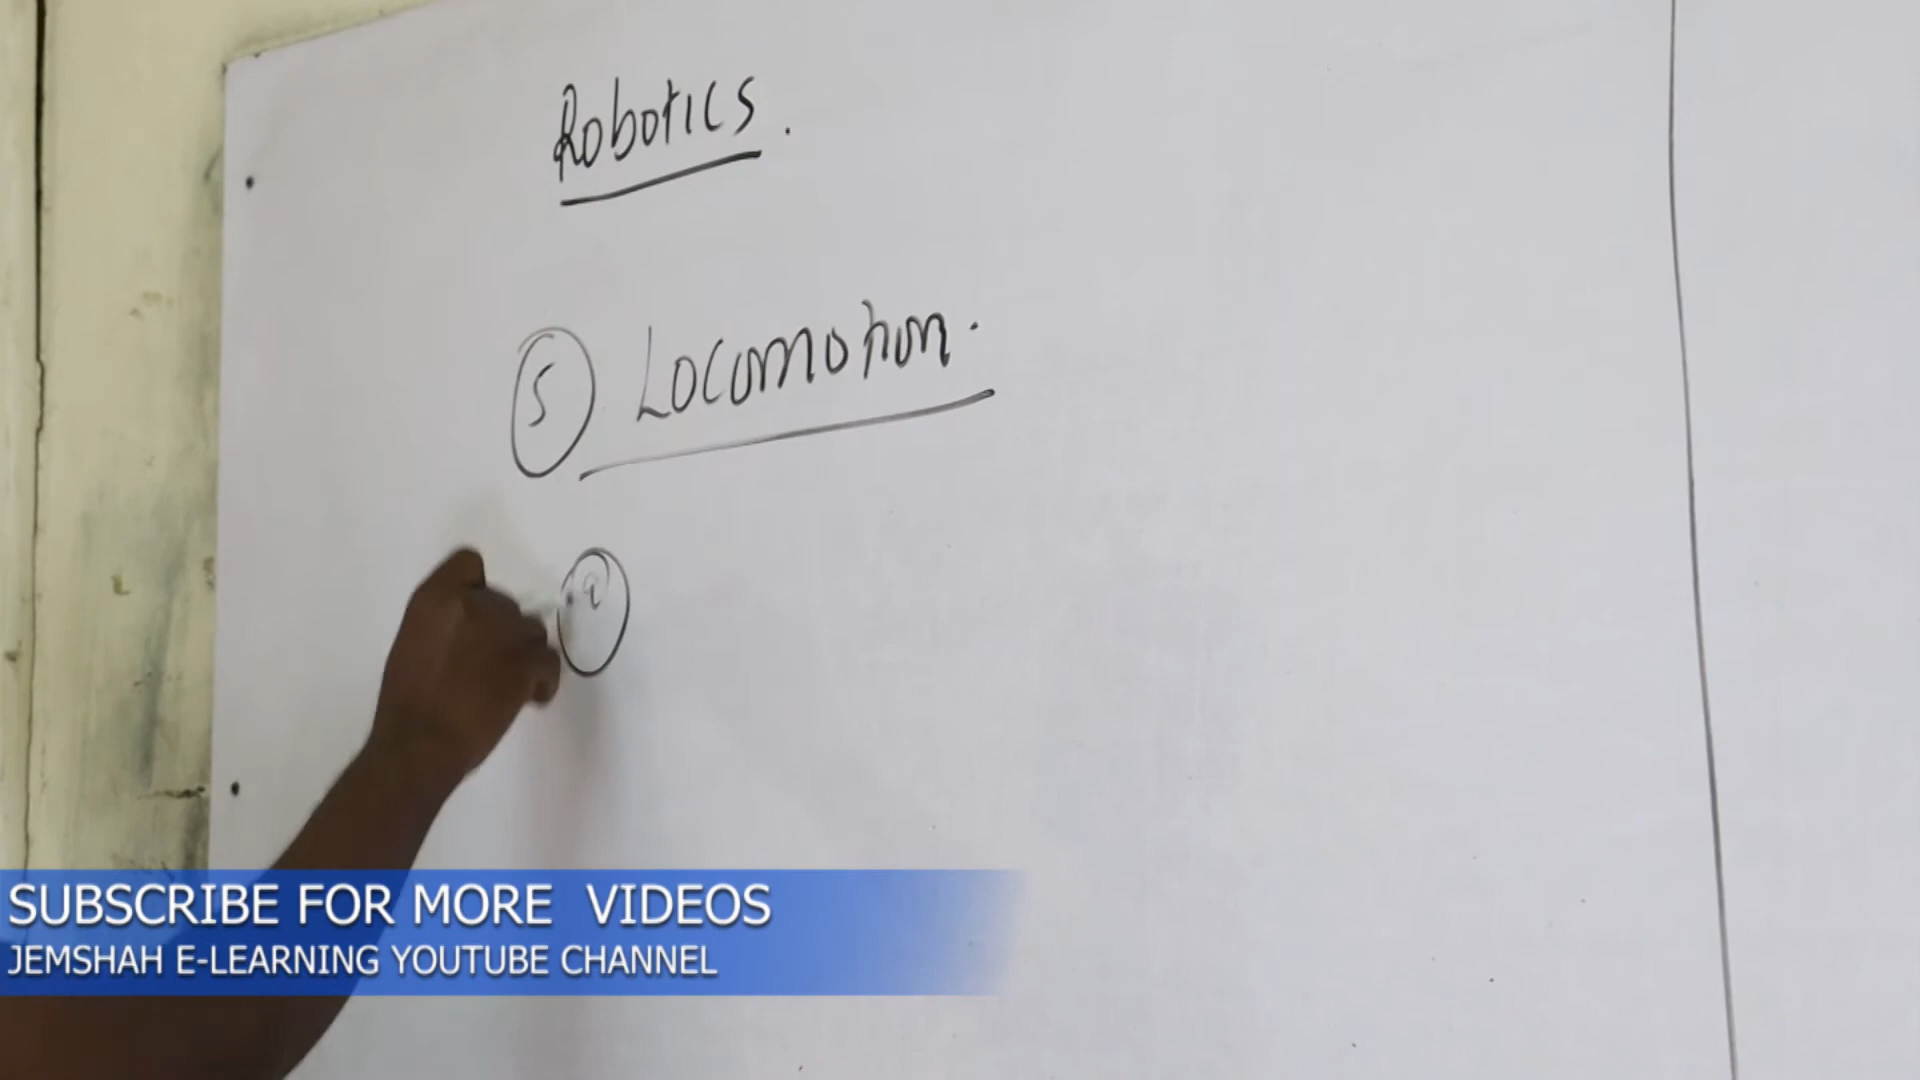 Robotics.
5 Locomotion.
a
SUBSCRIBE FOR MORE VIDEOS
JEMSHAH E-LEARNING YOUTUBE CHANNEL